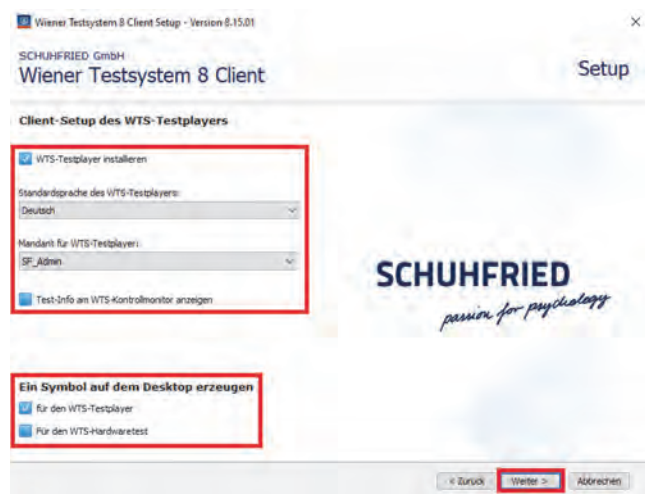 Wiener Testsystem 8 Client Setup - Version 8.15.01
SCHUHFRIED GmbH
Wiener Testsystem 8 Client
Setup
Client-Setup des WTS-Testplayers
WTS-Testplayer installieren
Standardsprache des WTS-Testplayers:
Deutsch
Mandant für WTS-Testplayer:
SF_Admin
Test-Info am WTS-Kontrollmonitor anzeigen
SCHUHFRIED
passion for psychology
Ein Symbol auf dem Desktop erzeugen
für den WTS-Testplayer
Für den WTS-Hardwaretest
< Zurück Weiter > Abbrechen